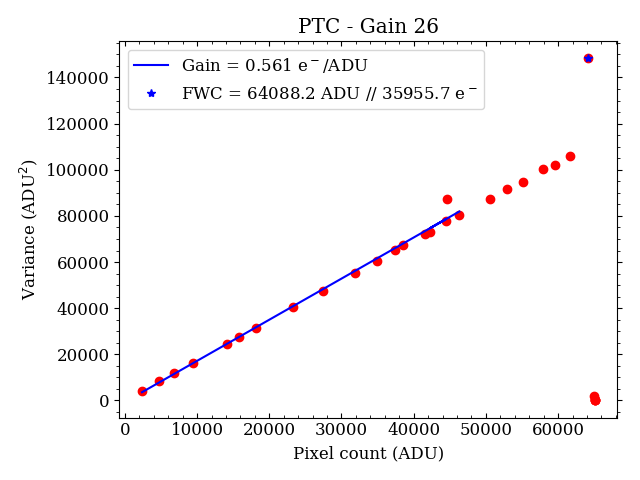 PTC - Gain 26
Gain = 0.561 e⁻/ADU
FWC = 64088.2 ADU // 35955.7 e⁻
140000
120000
100000
80000
60000
40000
20000
0
Variance (ADU²)
0 10000 20000 30000 40000 50000 60000
Pixel count (ADU)